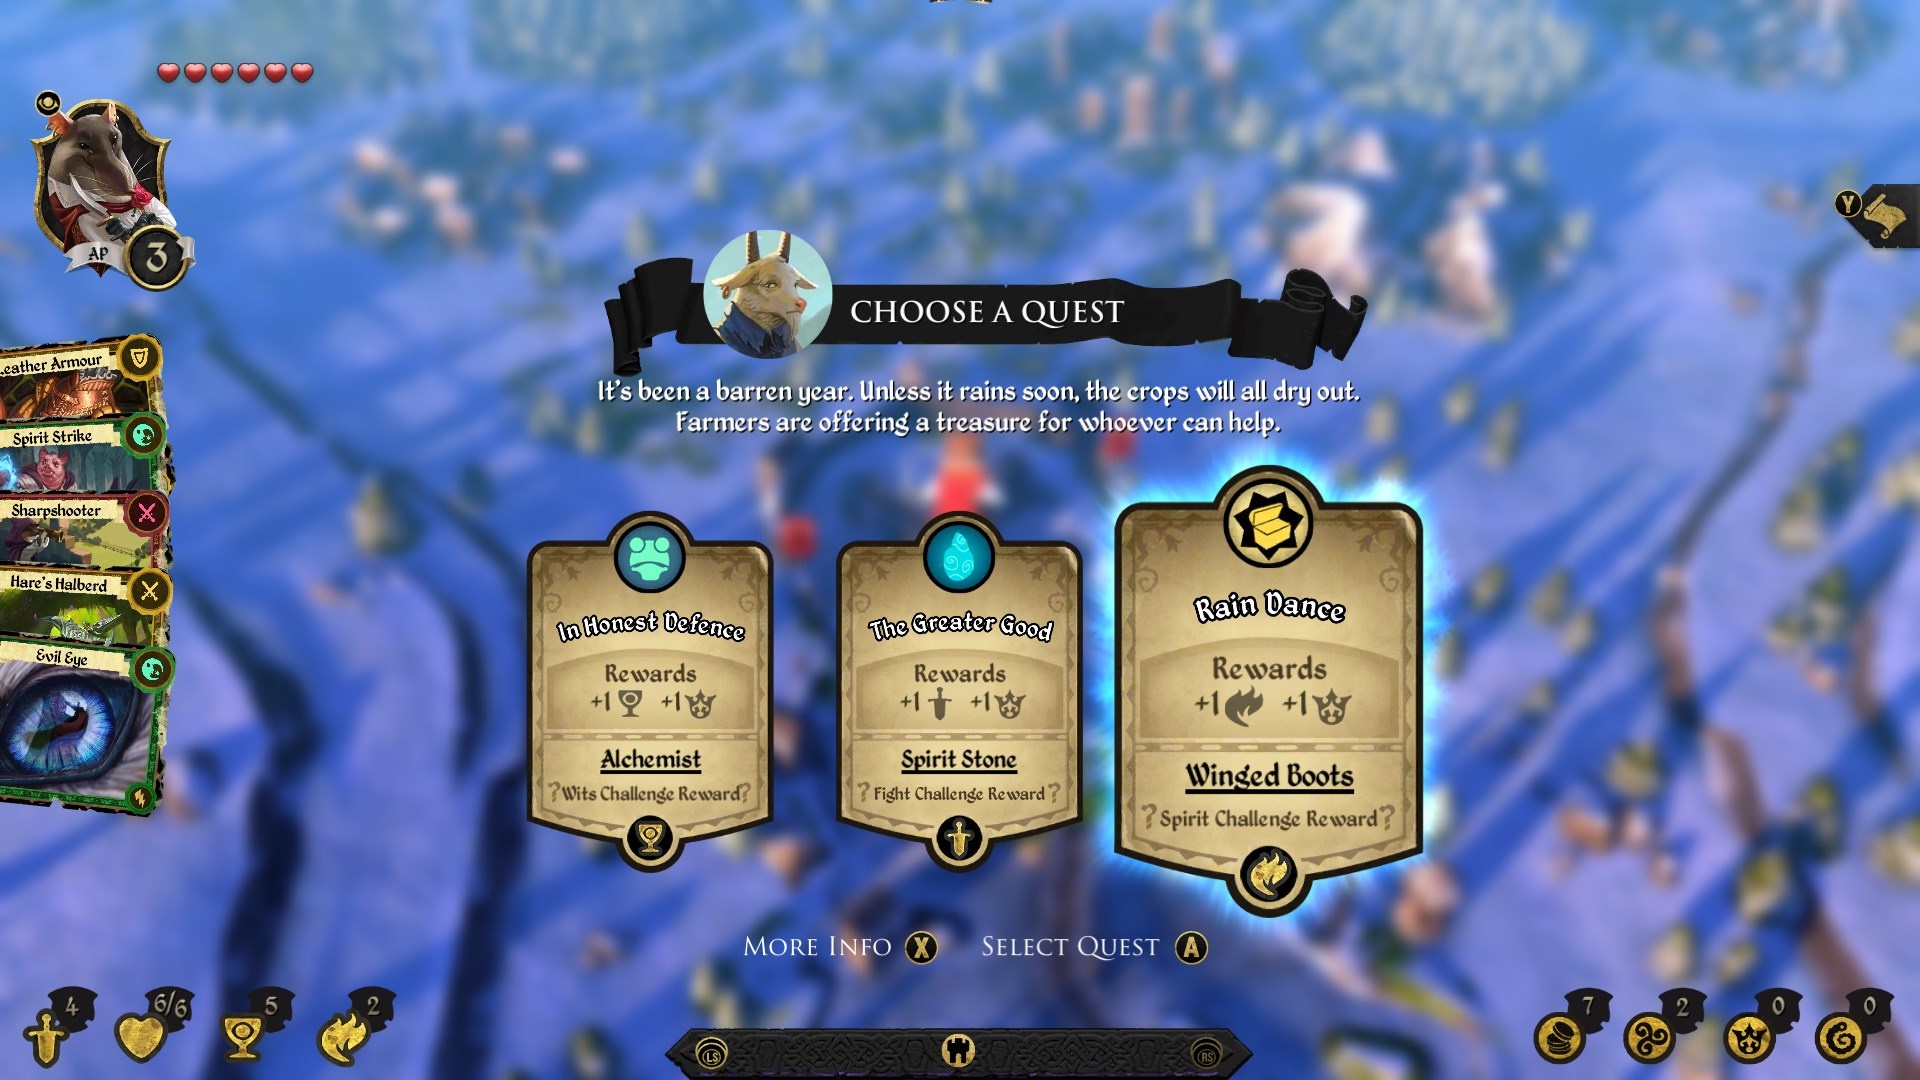 AP
3
Y
CHOOSE A QUEST
It's been a barren year. Unless it rains soon, the crops will all dry out.
Farmers are offering a treasure for whoever can help.
Leather Armour
Spirit Strike
Sharpshooter
Hare's Halberd
Evil Eye
In Honest Defence
Rewards
+1 +1
Alchemist
?Wits Challenge Reward?
The Greater Good
Rewards
+1 +1
Spirit Stone
?Fight Challenge Reward?
Rain Dance
Rewards
+1 +1
Winged Boots
?Spirit Challenge Reward?
MORE INFO X SELECT QUEST A
4 6/6 5 2
LS RS
7 2 0 0